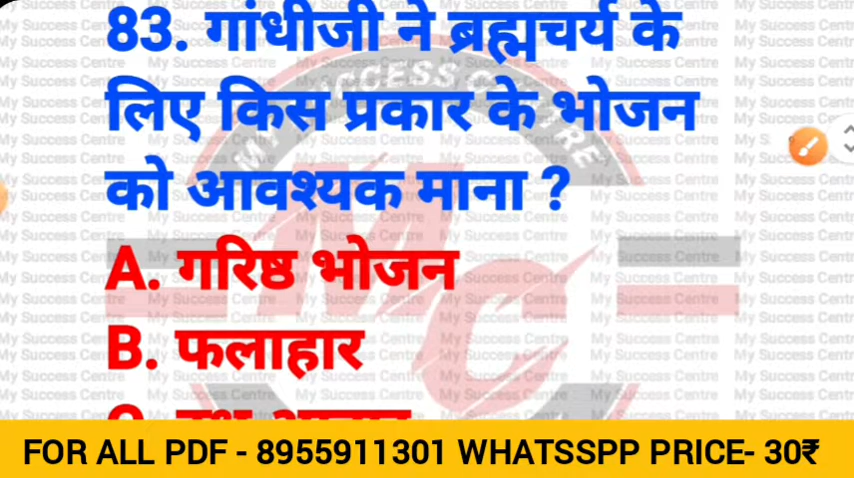 83. गांधीजी ने ब्रह्मचर्य के
लिए किस प्रकार के भोजन
को आवश्यक माना ?
A. गरिष्ठ भोजन
B. फलाहार
FOR ALL PDF - 8955911301 WHATSSPP PRICE- 30₹